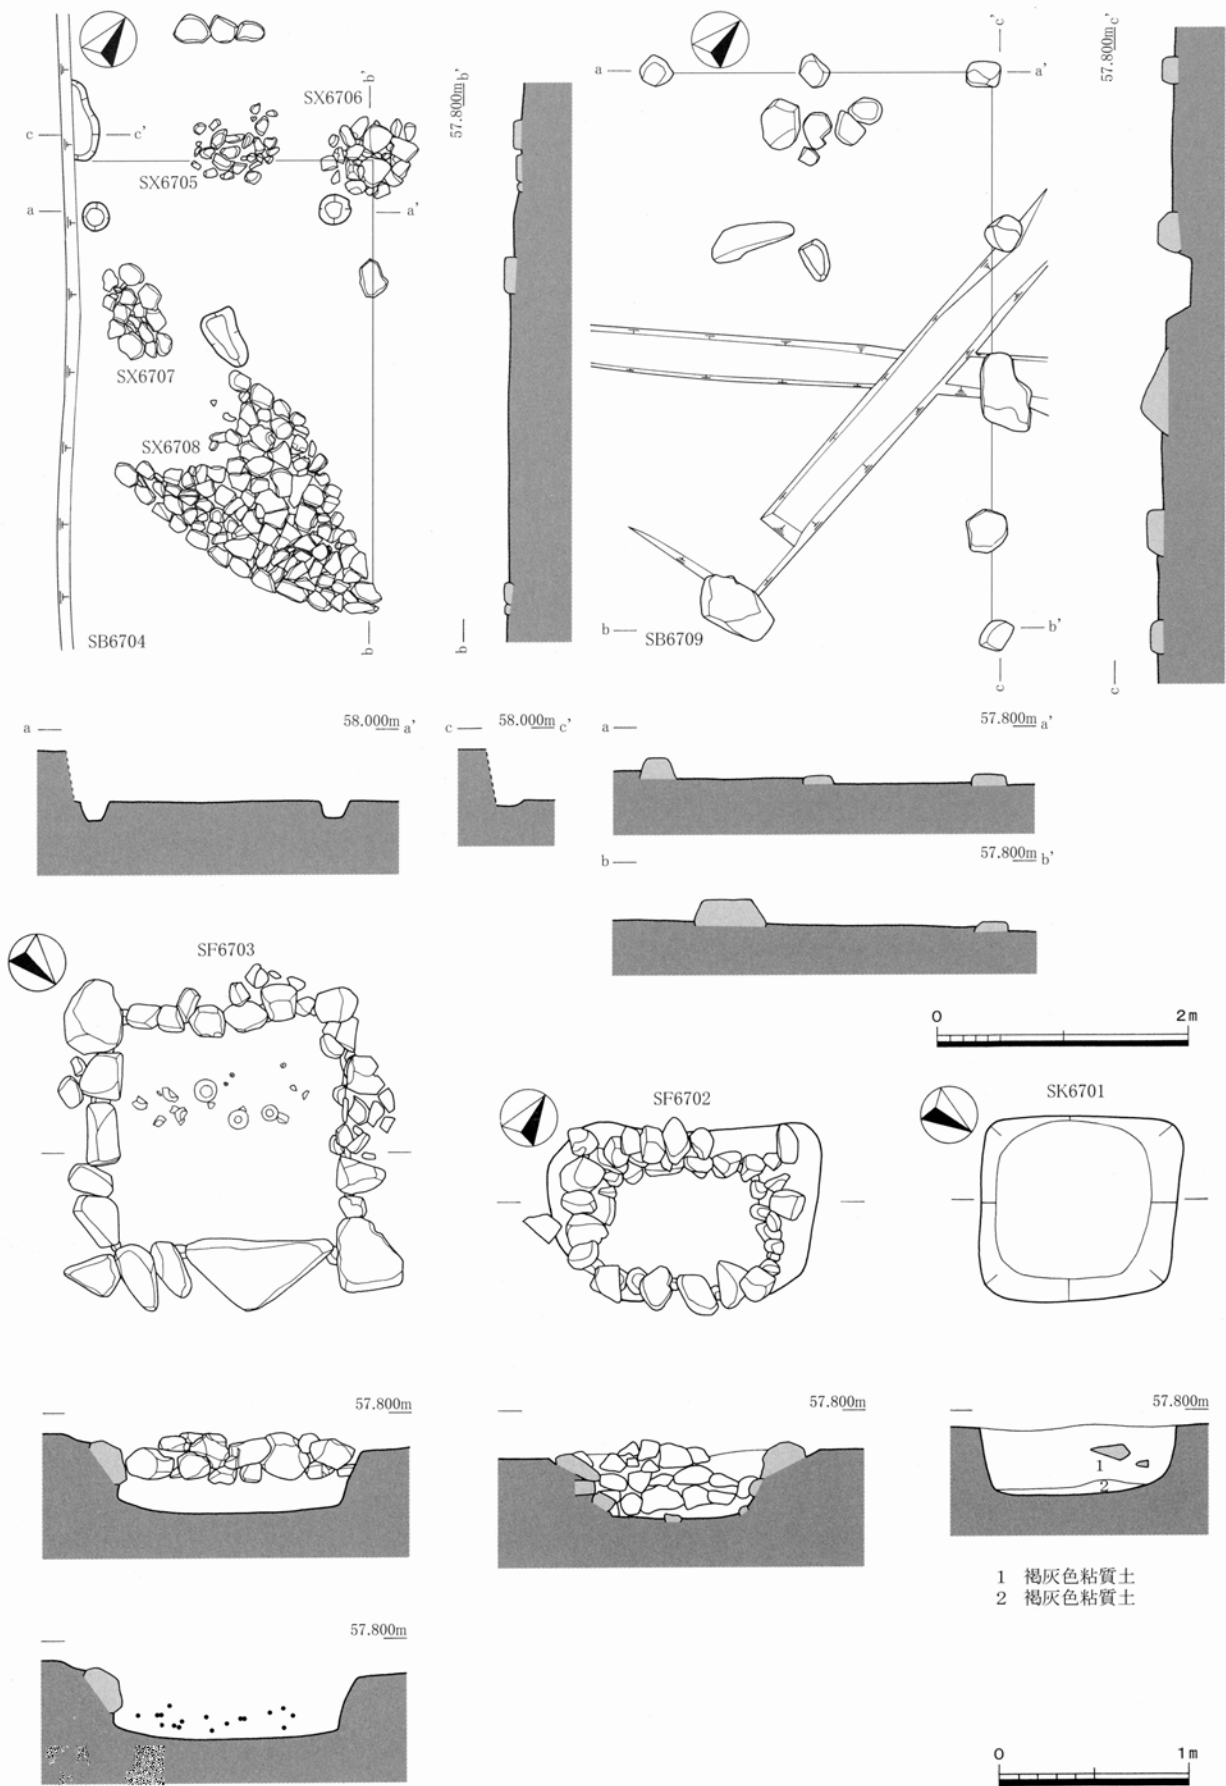 SX6706
c
c'
SX6705
a
a'
SX6707
SX6708
SB6704
b'
b
57.800m b'
b
a
a'
c'
57.800m c'
b
b'
SB6709
c
c
a
58.000m a'
c
58.000m c'
a
57.800m a'
b
57.800m b'
SF6703
0
2m
SF6702
SK6701
57.800m
57.800m
57.800m
1
2
1 褐灰色粘質土
2 褐灰色粘質土
57.800m
0
1m